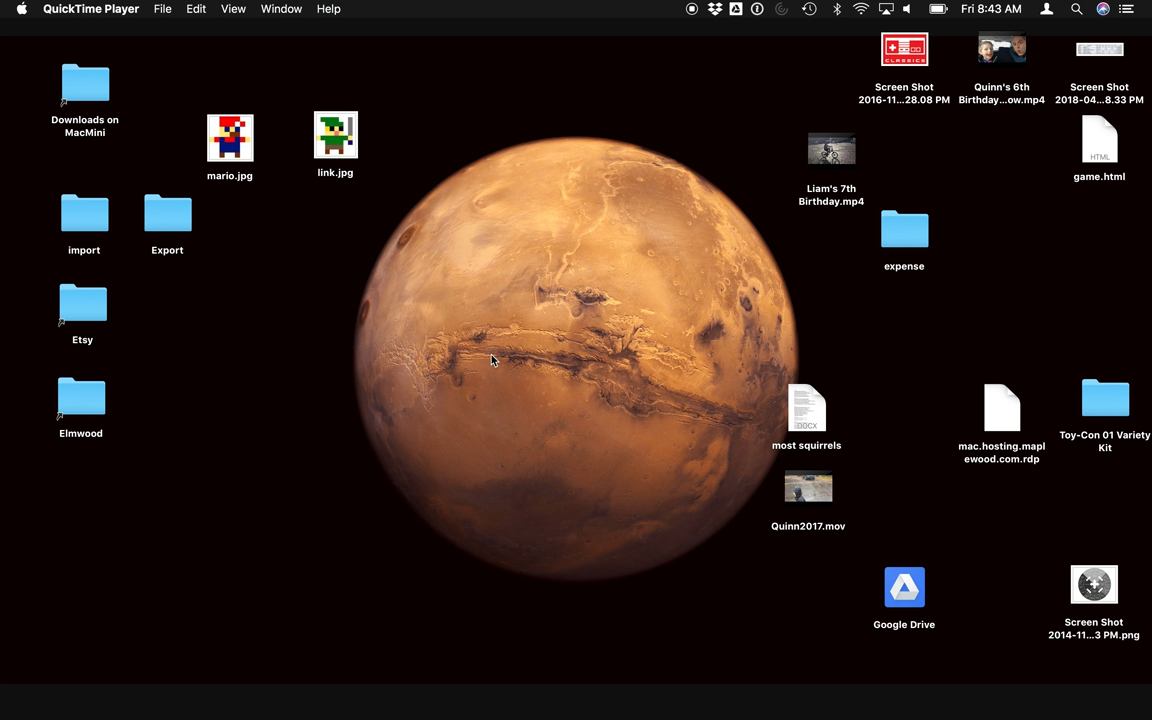 QuickTime Player File Edit View Window Help Fri 8:43 AM
CLASSICS
Screen Shot
2016-11...28.08 PM
Quinn's 6th
Birthday...ow.mp4
Screen Shot
2018-04...8.33 PM
Downloads on
MacMini
mario.jpg
link.jpg
HTML
game.html
Liam's 7th
Birthday.mp4
import
Export
expense
Etsy
Elmwood
DOCX
most squirrels
mac.hosting.mapl
ewood.com.rdp
Toy-Con 01 Variety
Kit
Quinn2017.mov
Google Drive
Screen Shot
2014-11...3 PM.png